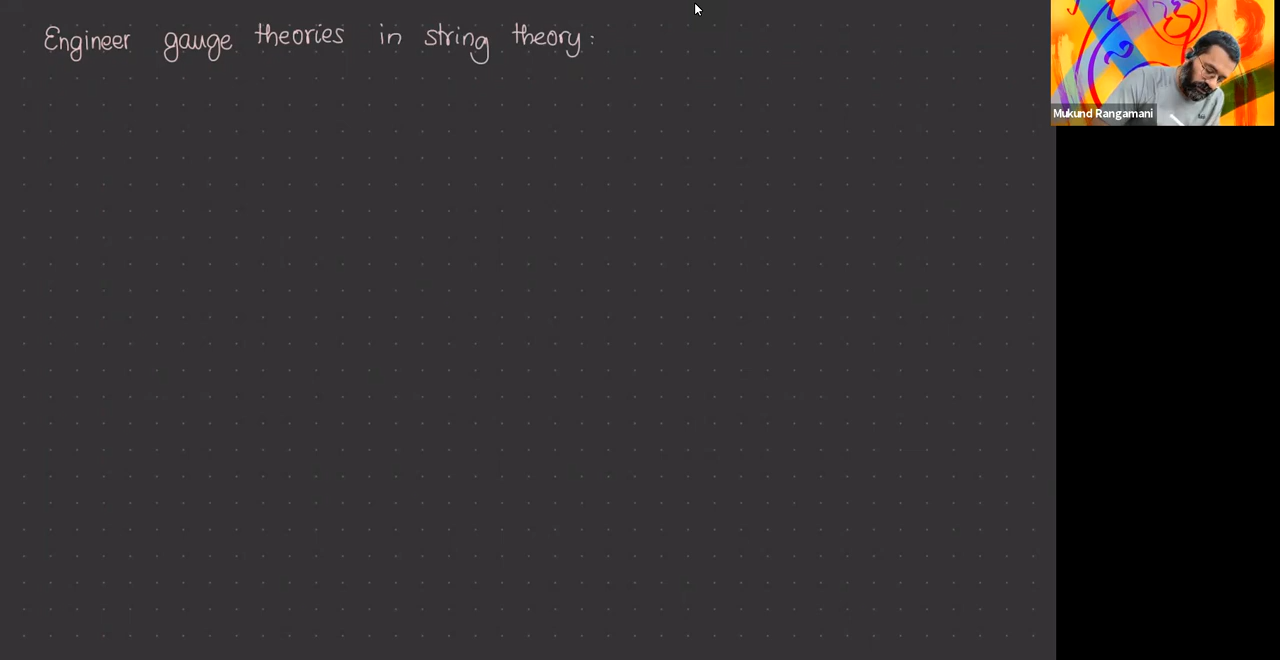 Engineer gauge theories in string theory:
Mukund Rangamani